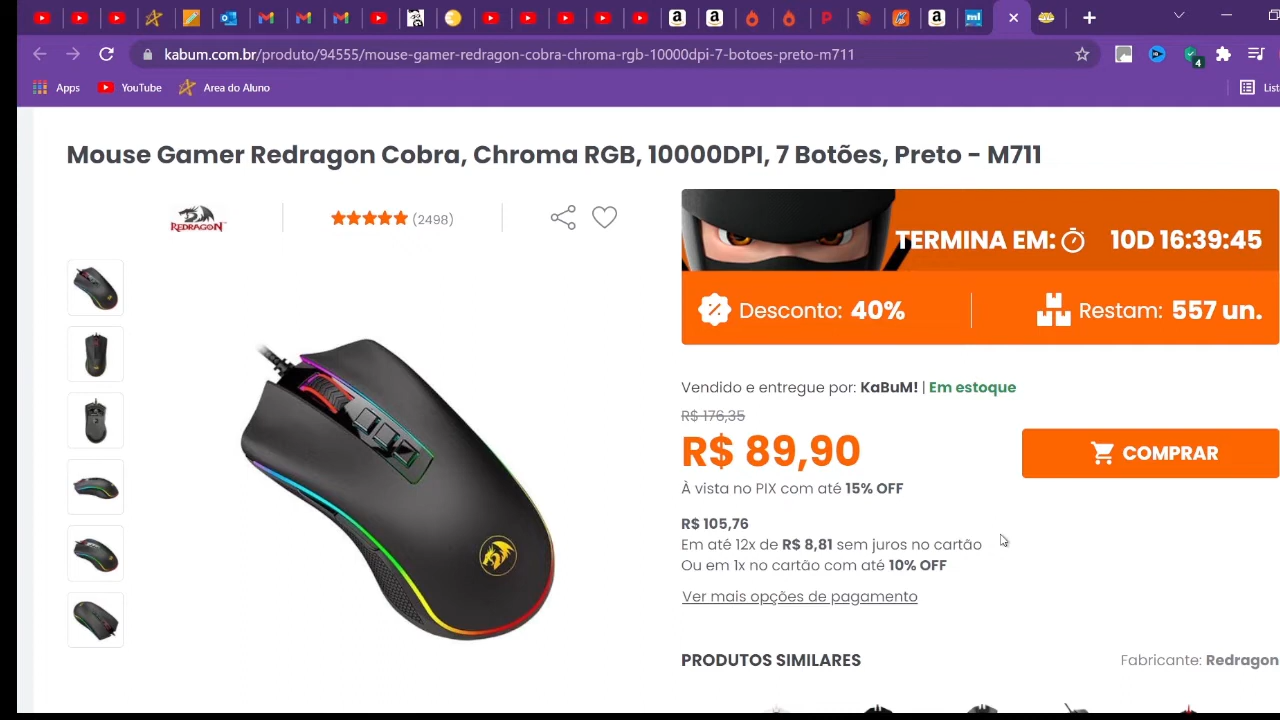 kabum.com.br/produto/94555/mouse-gamer-redragon-cobra-chroma-rgb-10000dpi-7-botoes-preto-m711
4
Apps YouTube Area do Aluno
Mouse Gamer Redragon Cobra, Chroma RGB, 10000DPI, 7 Botões, Preto - M711
REDRAGON (2498)
TERMINA EM: 10D 16:39:45
Desconto: 40% Restam: 557 un.
Vendido e entregue por: KaBuM! | Em estoque
R$ 176,35
R$ 89,90
COMPRAR
À vista no PIX com até 15% OFF
R$ 105,76
Em até 12x de R$ 8,81 sem juros no cartão
Ou em 1x no cartão com até 10% OFF
Ver mais opções de pagamento
PRODUTOS SIMILARES Fabricante: Redragon